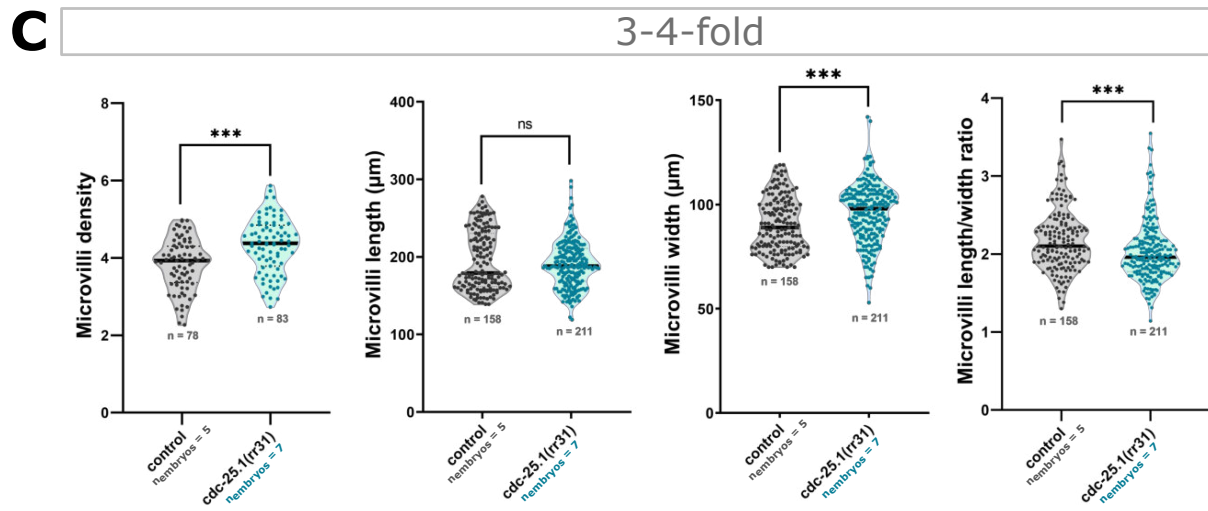 C
3-4-fold
Microvilli density
8
6
4
2
0
***
n = 78
n = 83
control
nembryos = 5
cdc-25.1(rr31)
nembryos = 7
Microvilli length (μm)
400
300
200
100
0
ns
n = 158
n = 211
control
nembryos = 5
cdc-25.1(rr31)
nembryos = 7
Microvilli width (μm)
150
100
50
0
***
n = 158
n = 211
control
nembryos = 5
cdc-25.1(rr31)
nembryos = 7
Microvilli length/width ratio
4
3
2
1
0
***
n = 158
n = 211
control
nembryos = 5
cdc-25.1(rr31)
nembryos = 7